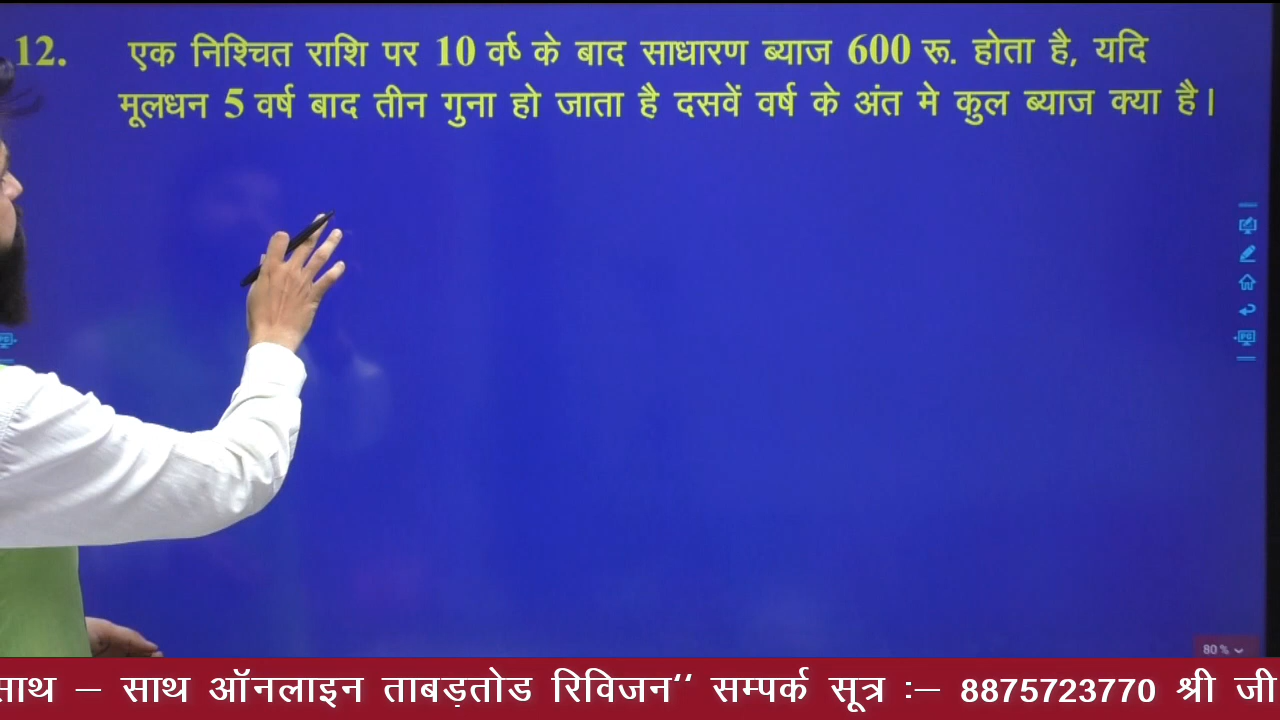 12. एक निश्चित राशि पर 10 वर्ष के बाद साधारण ब्याज 600 रू. होता है, यदि
मूलधन 5 वर्ष बाद तीन गुना हो जाता है दसवें वर्ष के अंत मे कुल ब्याज क्या है।
80 %
साथ – साथ ऑनलाइन ताबड़तोड रिविजन‘‘ सम्पर्क सूत्र :– 8875723770 श्री जी